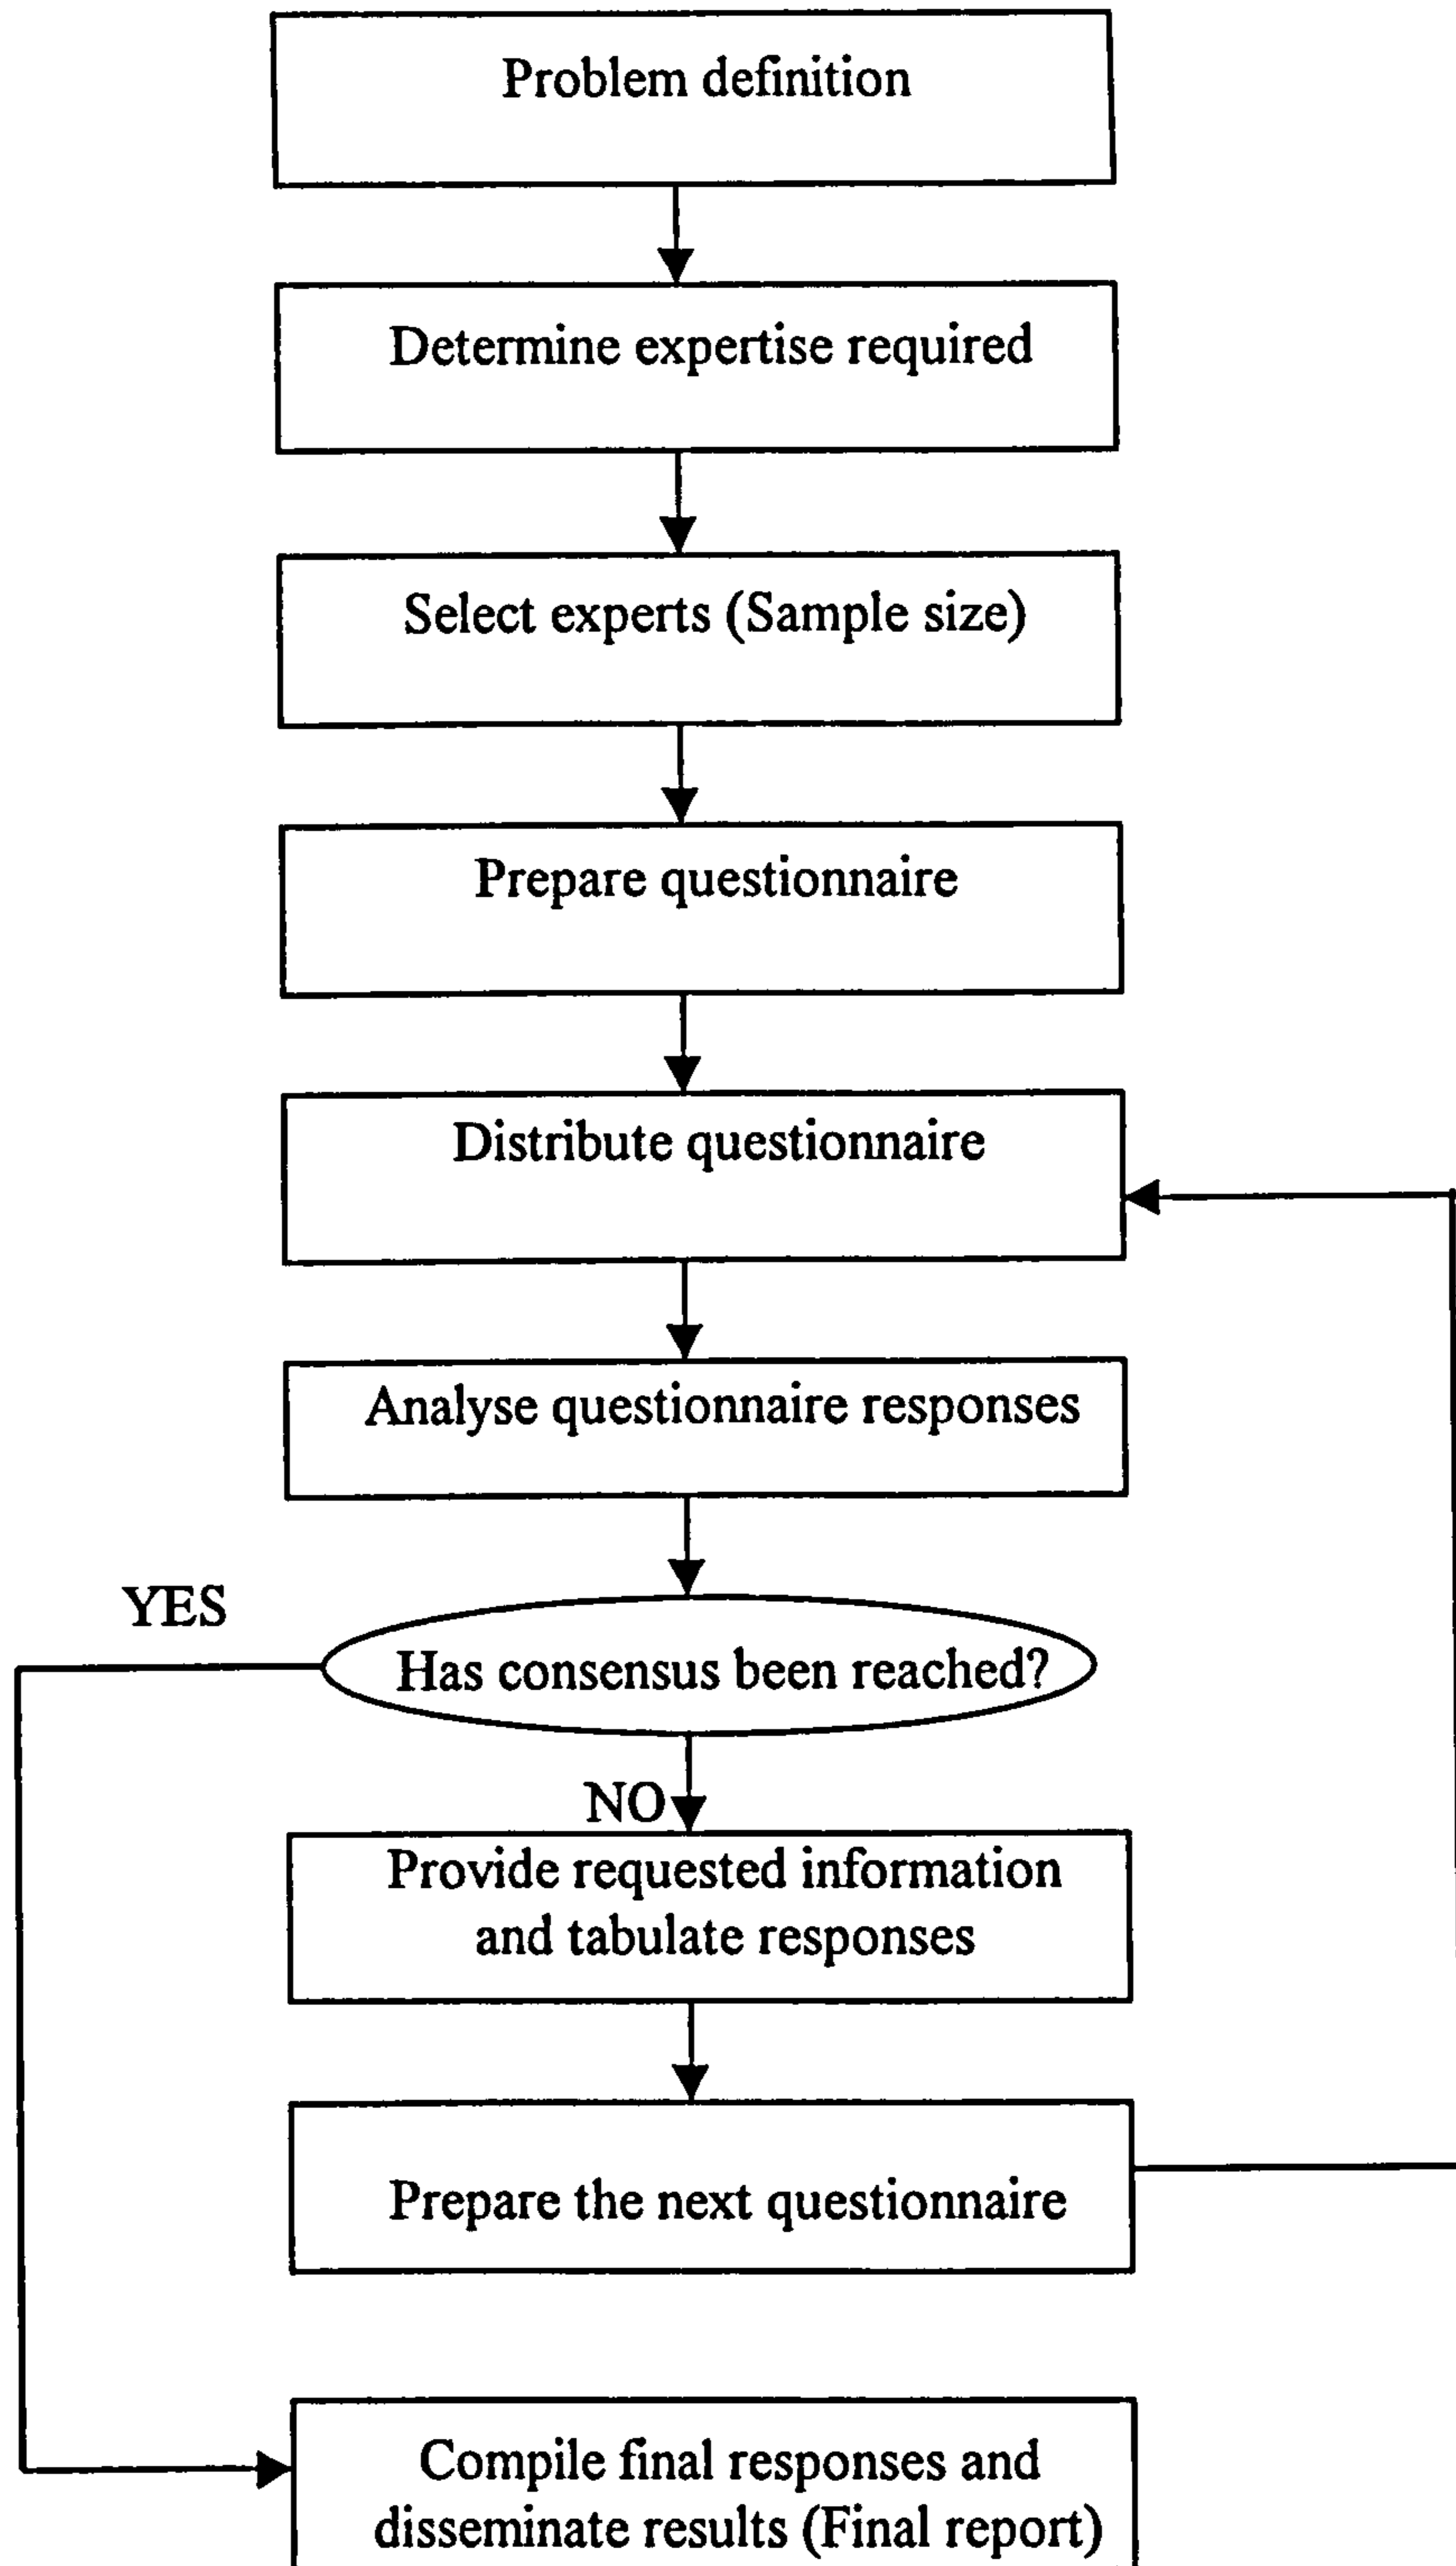 Problem definition
Determine expertise required
Select experts (Sample size)
Prepare questionnaire
Distribute questionnaire
Analyse questionnaire responses
YES
Has consensus been reached?
NO
Provide requested information
and tabulate responses
Prepare the next questionnaire
Compile final responses and
disseminate results (Final report)